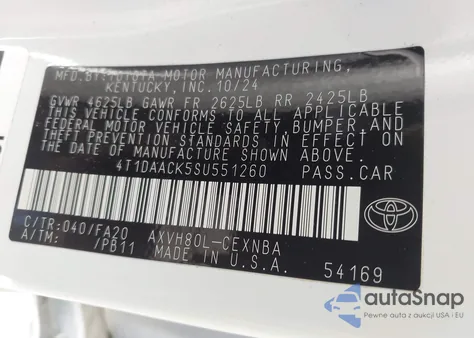 MFD. BY: TOYOTA MOTOR MANUFACTURING,
KENTUCKY, INC. 10/24
GVWR 4625LB GAWR FR 2625LB RR 2425LB
THIS VEHICLE CONFORMS TO ALL APPLICABLE
FEDERAL MOTOR VEHICLE SAFETY, BUMPER, AND
THEFT PREVENTION STANDARDS IN EFFECT ON
THE DATE OF MANUFACTURE SHOWN ABOVE.
4T1DAACK5SU551260 PASS.CAR
C/TR:040/FA20 AXVH80L-CEXNBA
A/TM: /PB11 MADE IN U.S.A.
54169
autoSnap
Pewne auta z aukcji USA i EU